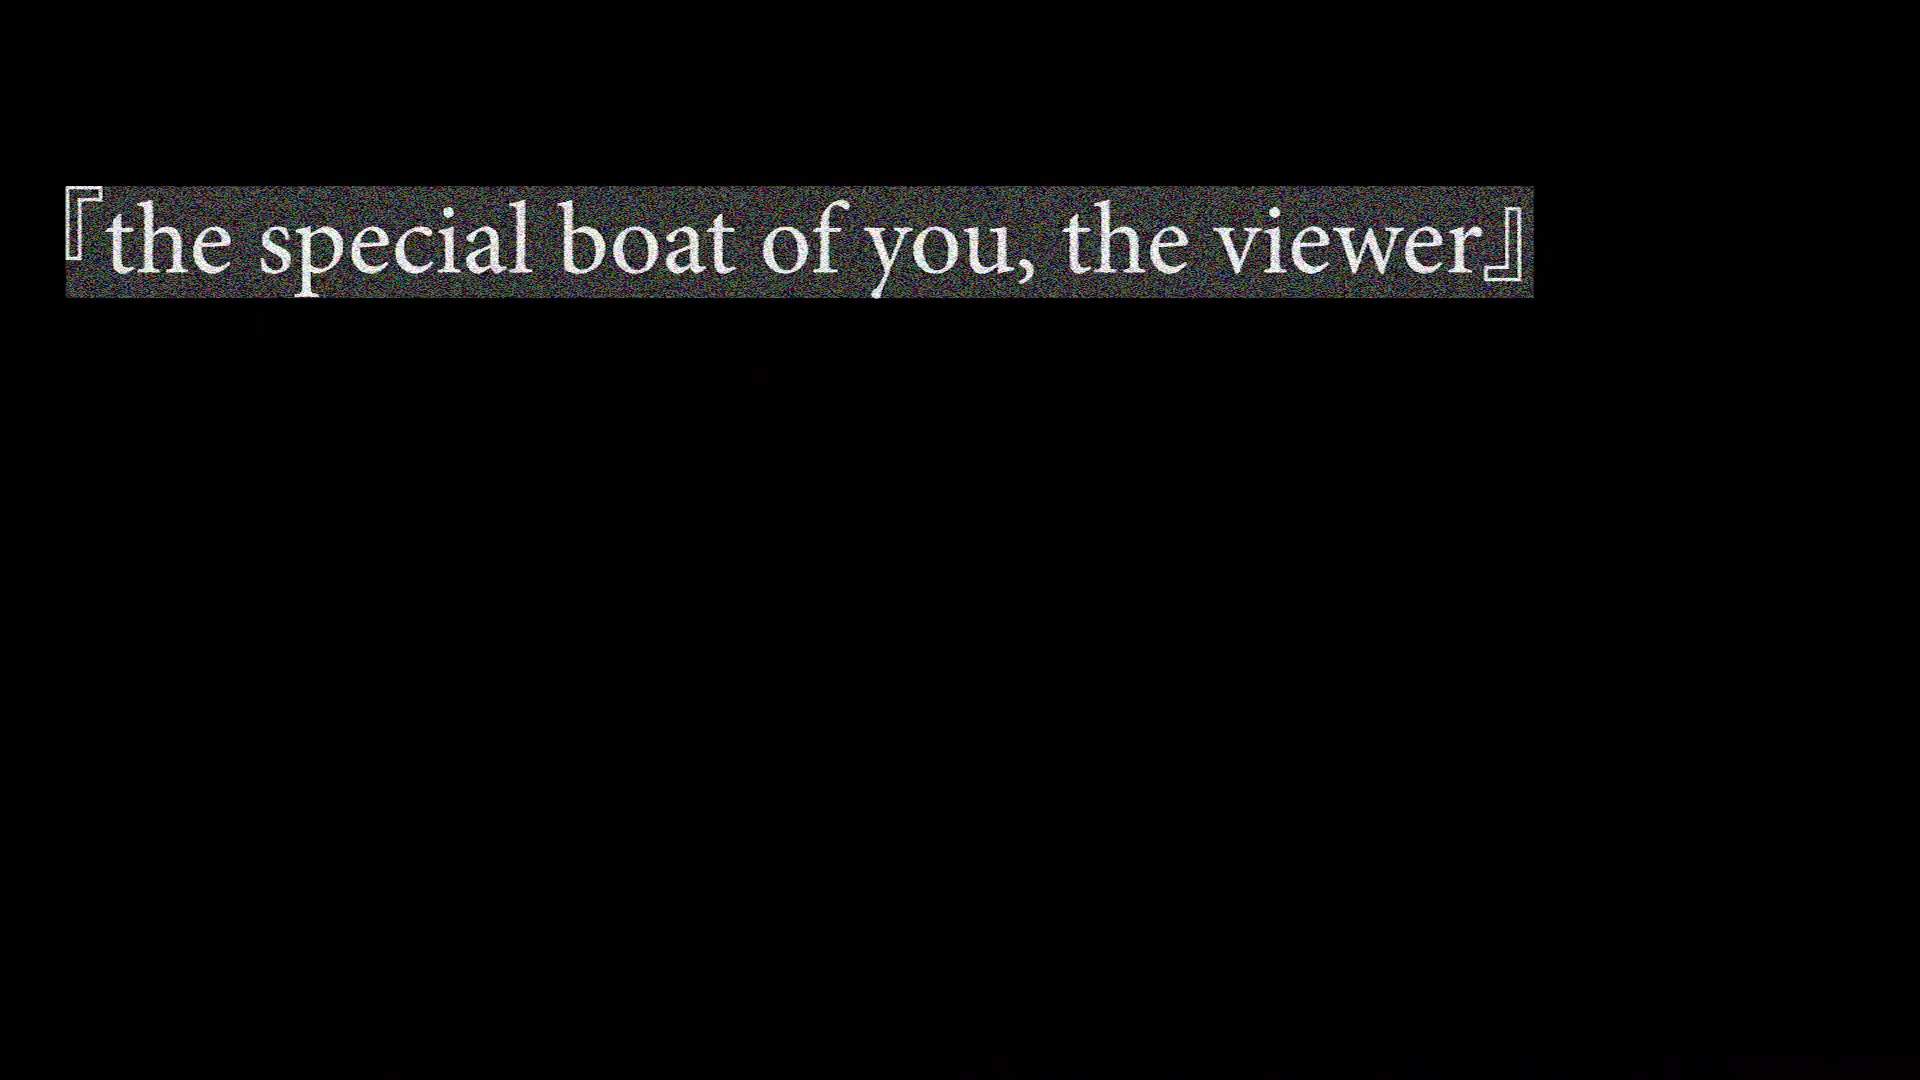 『the special boat of you, the viewer』